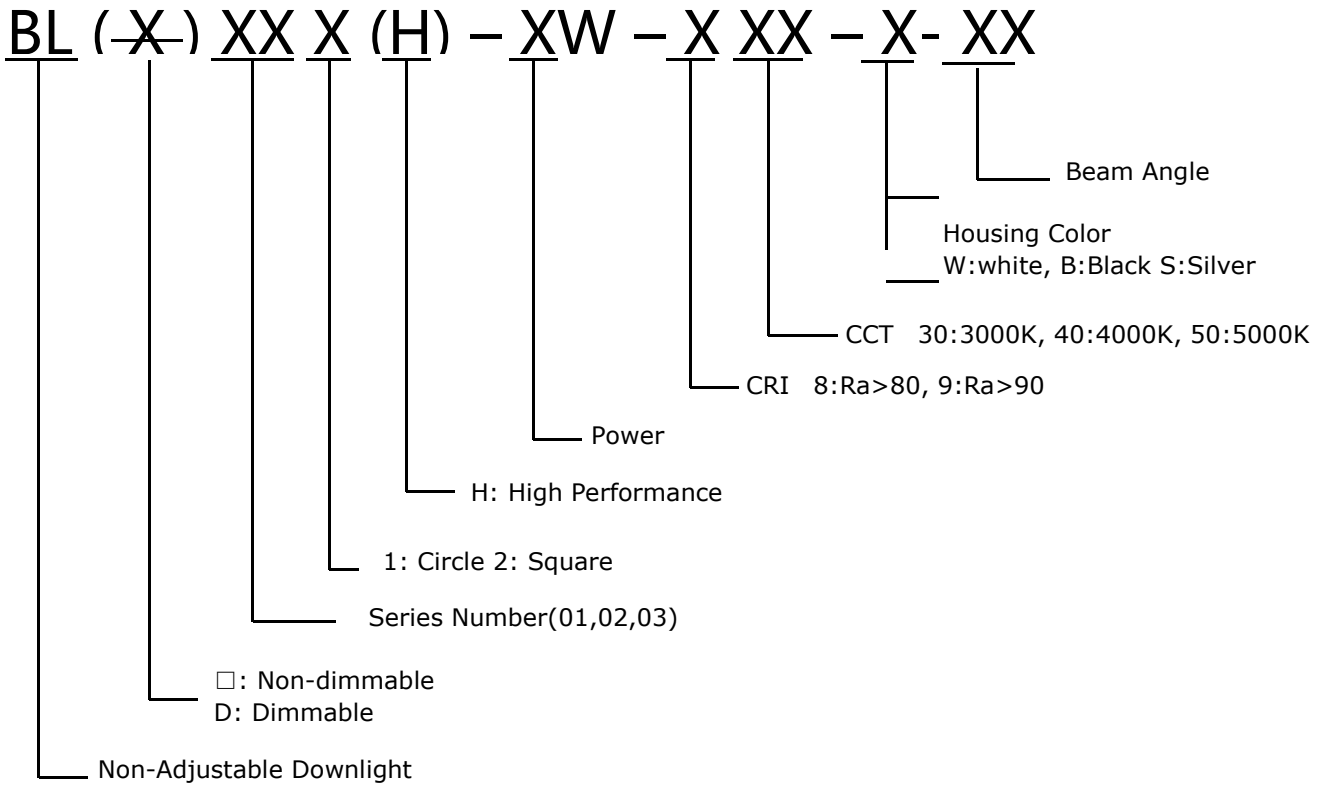 BL (X) XX X (H) – XW – X XX – X- XX
Beam Angle
Housing Color
W:white, B:Black S:Silver
CCT 30:3000K, 40:4000K, 50:5000K
CRI 8:Ra>80, 9:Ra>90
Power
H: High Performance
1: Circle 2: Square
Series Number(01,02,03)
□: Non-dimmable
D: Dimmable
Non-Adjustable Downlight